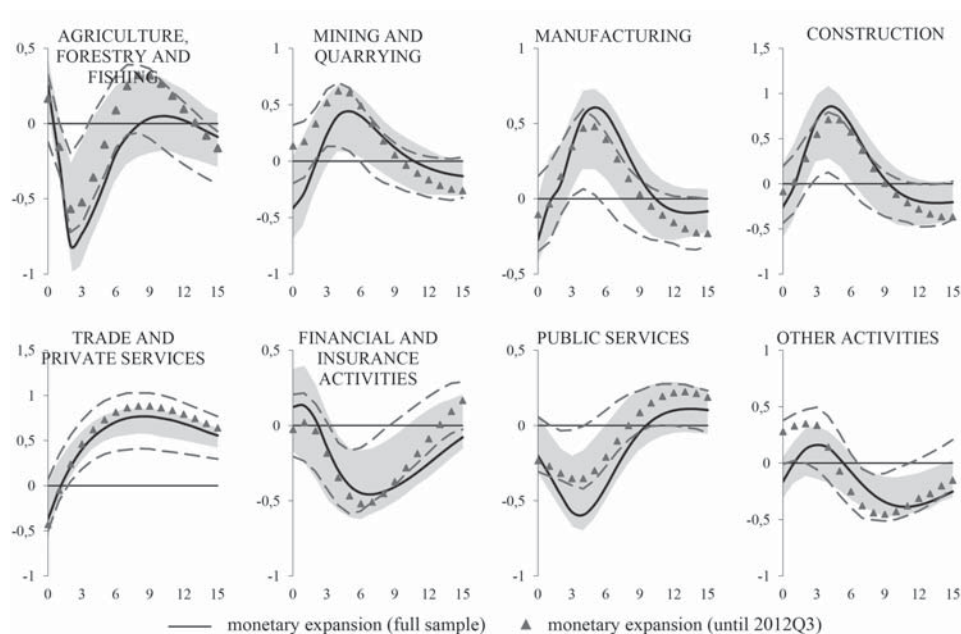 AGRICULTURE,
FORESTRY AND
FISHING
0,5
0
-0,5
-1
0 3 6 9 12 15
MINING AND
QUARRYING
1
0,5
0
-0,5
-1
0 3 6 9 12 15
MANUFACTURING
1
0,5
0
-0,5
0 3 6 9 12 15
CONSTRUCTION
1,5
1
0,5
0
-0,5
-1
0 3 6 9 12 15
TRADE AND
PRIVATE SERVICES
1,5
1
0,5
0
-0,5
-1
0 3 6 9 12 15
FINANCIAL AND
INSURANCE
ACTIVITIES
0,5
0
-0,5
-1
0 3 6 9 12 15
PUBLIC SERVICES
0,5
0
-0,5
-1
0 3 6 9 12 15
OTHER ACTIVITIES
1
0,5
0
-0,5
-1
0 3 6 9 12 15
monetary expansion (full sample)
monetary expansion (until 2012Q3)